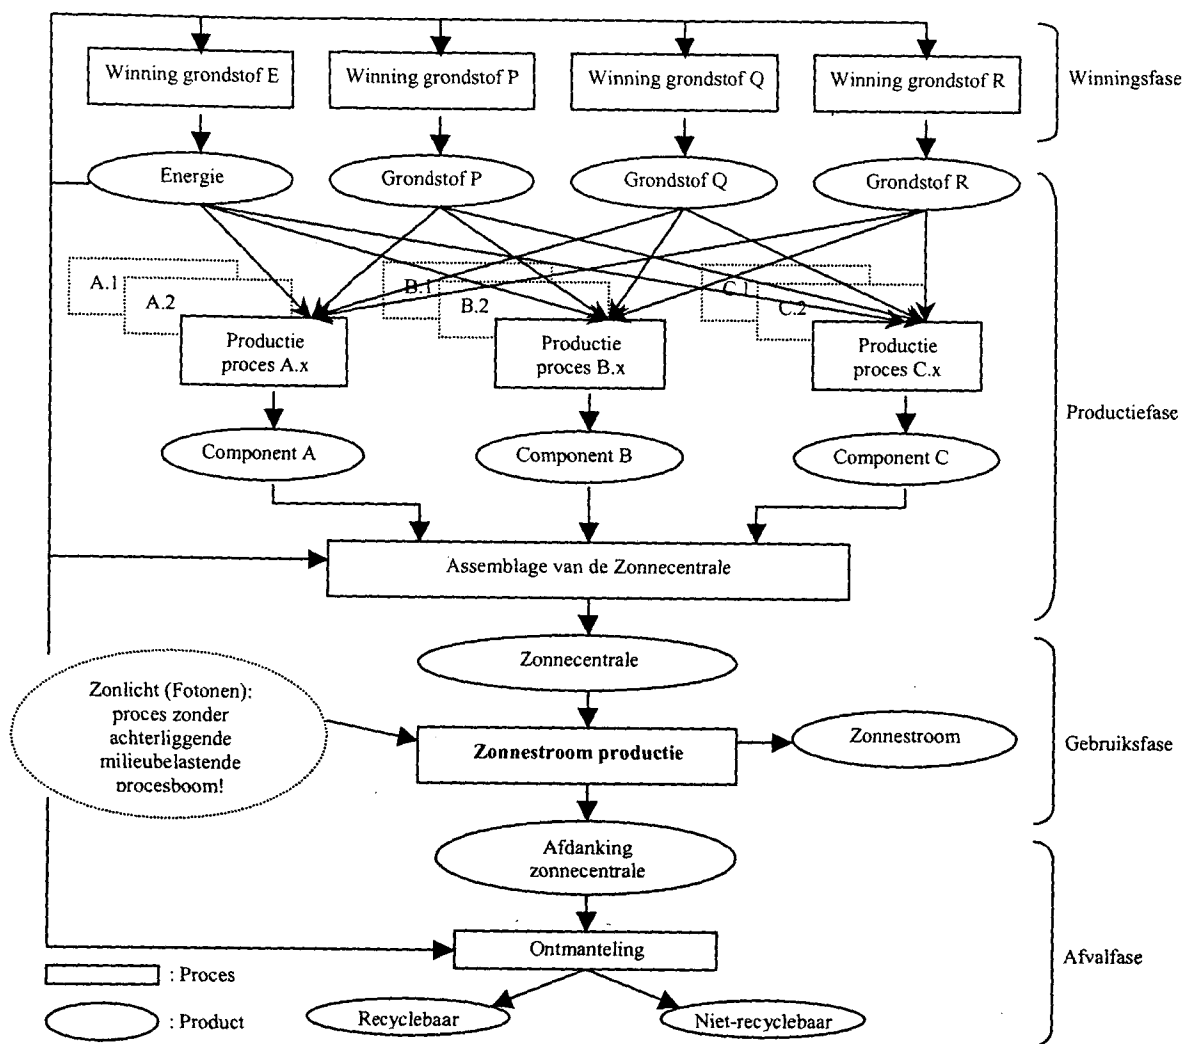 Winning grondstof E
Winning grondstof P
Winning grondstof Q
Winning grondstof R
Winningsfase
Energie
Grondstof P
Grondstof Q
Grondstof R
A.1
A.2
B.1
B.2
C.1
C.2
Productie
proces A.x
Productie
proces B.x
Productie
proces C.x
Productiefase
Component A
Component B
Component C
Assemblage van de Zonnecentrale
Zonnecentrale
Zonlicht (Fotonen):
proces zonder
achterliggende
milieubelastende
procesboom!
Zonnestroom productie
Zonnestroom
Gebruiksfase
Afdanking
zonnecentrale
Ontmanteling
Afvalfase
: Proces
: Product
Recyclebaar
Niet-recyclebaar